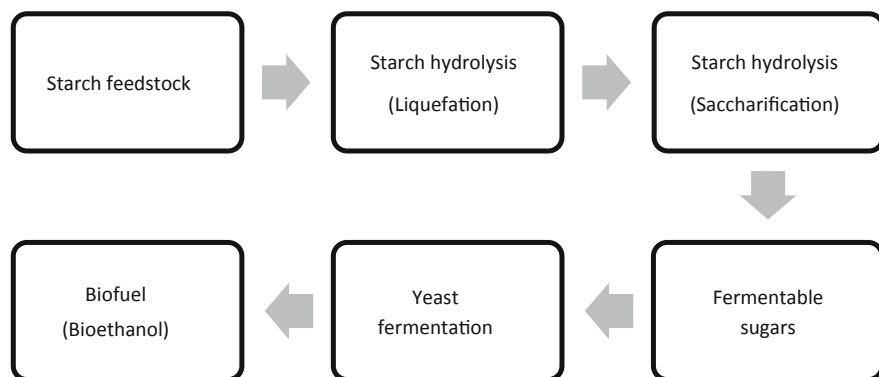 Starch feedstock
Starch hydrolysis
(Liquefation)
Starch hydrolysis
(Saccharification)
Fermentable
sugars
Yeast
fermentation
Biofuel
(Bioethanol)